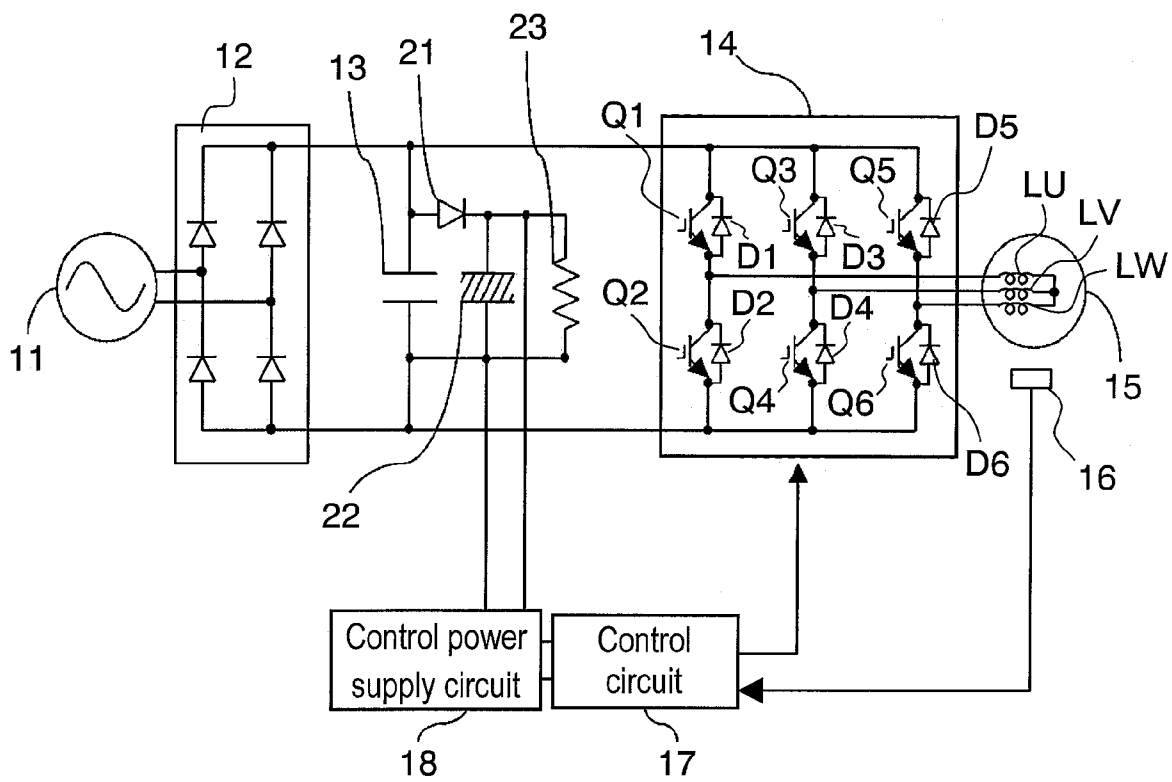 12
13
21
23
14
Q1
Q3
Q5
D5
LU
LV
LW
D1
D3
11
Q2
D2
D4
Q4
Q6
D6
15
16
22
Control power
supply circuit
Control
circuit
18
17